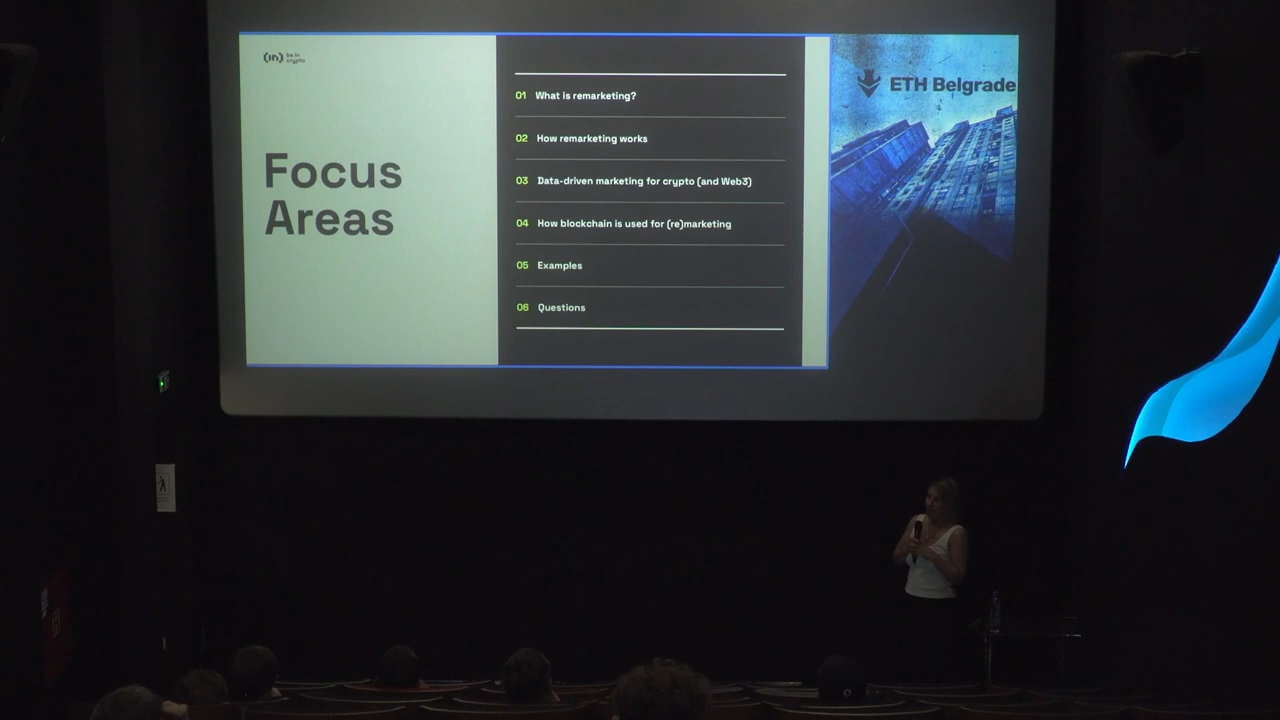 (in) be in
crypto
Focus
Areas
01 What is remarketing?
02 How remarketing works
03 Data-driven marketing for crypto (and Web3)
04 How blockchain is used for (re)marketing
05 Examples
06 Questions
ETH Belgrade